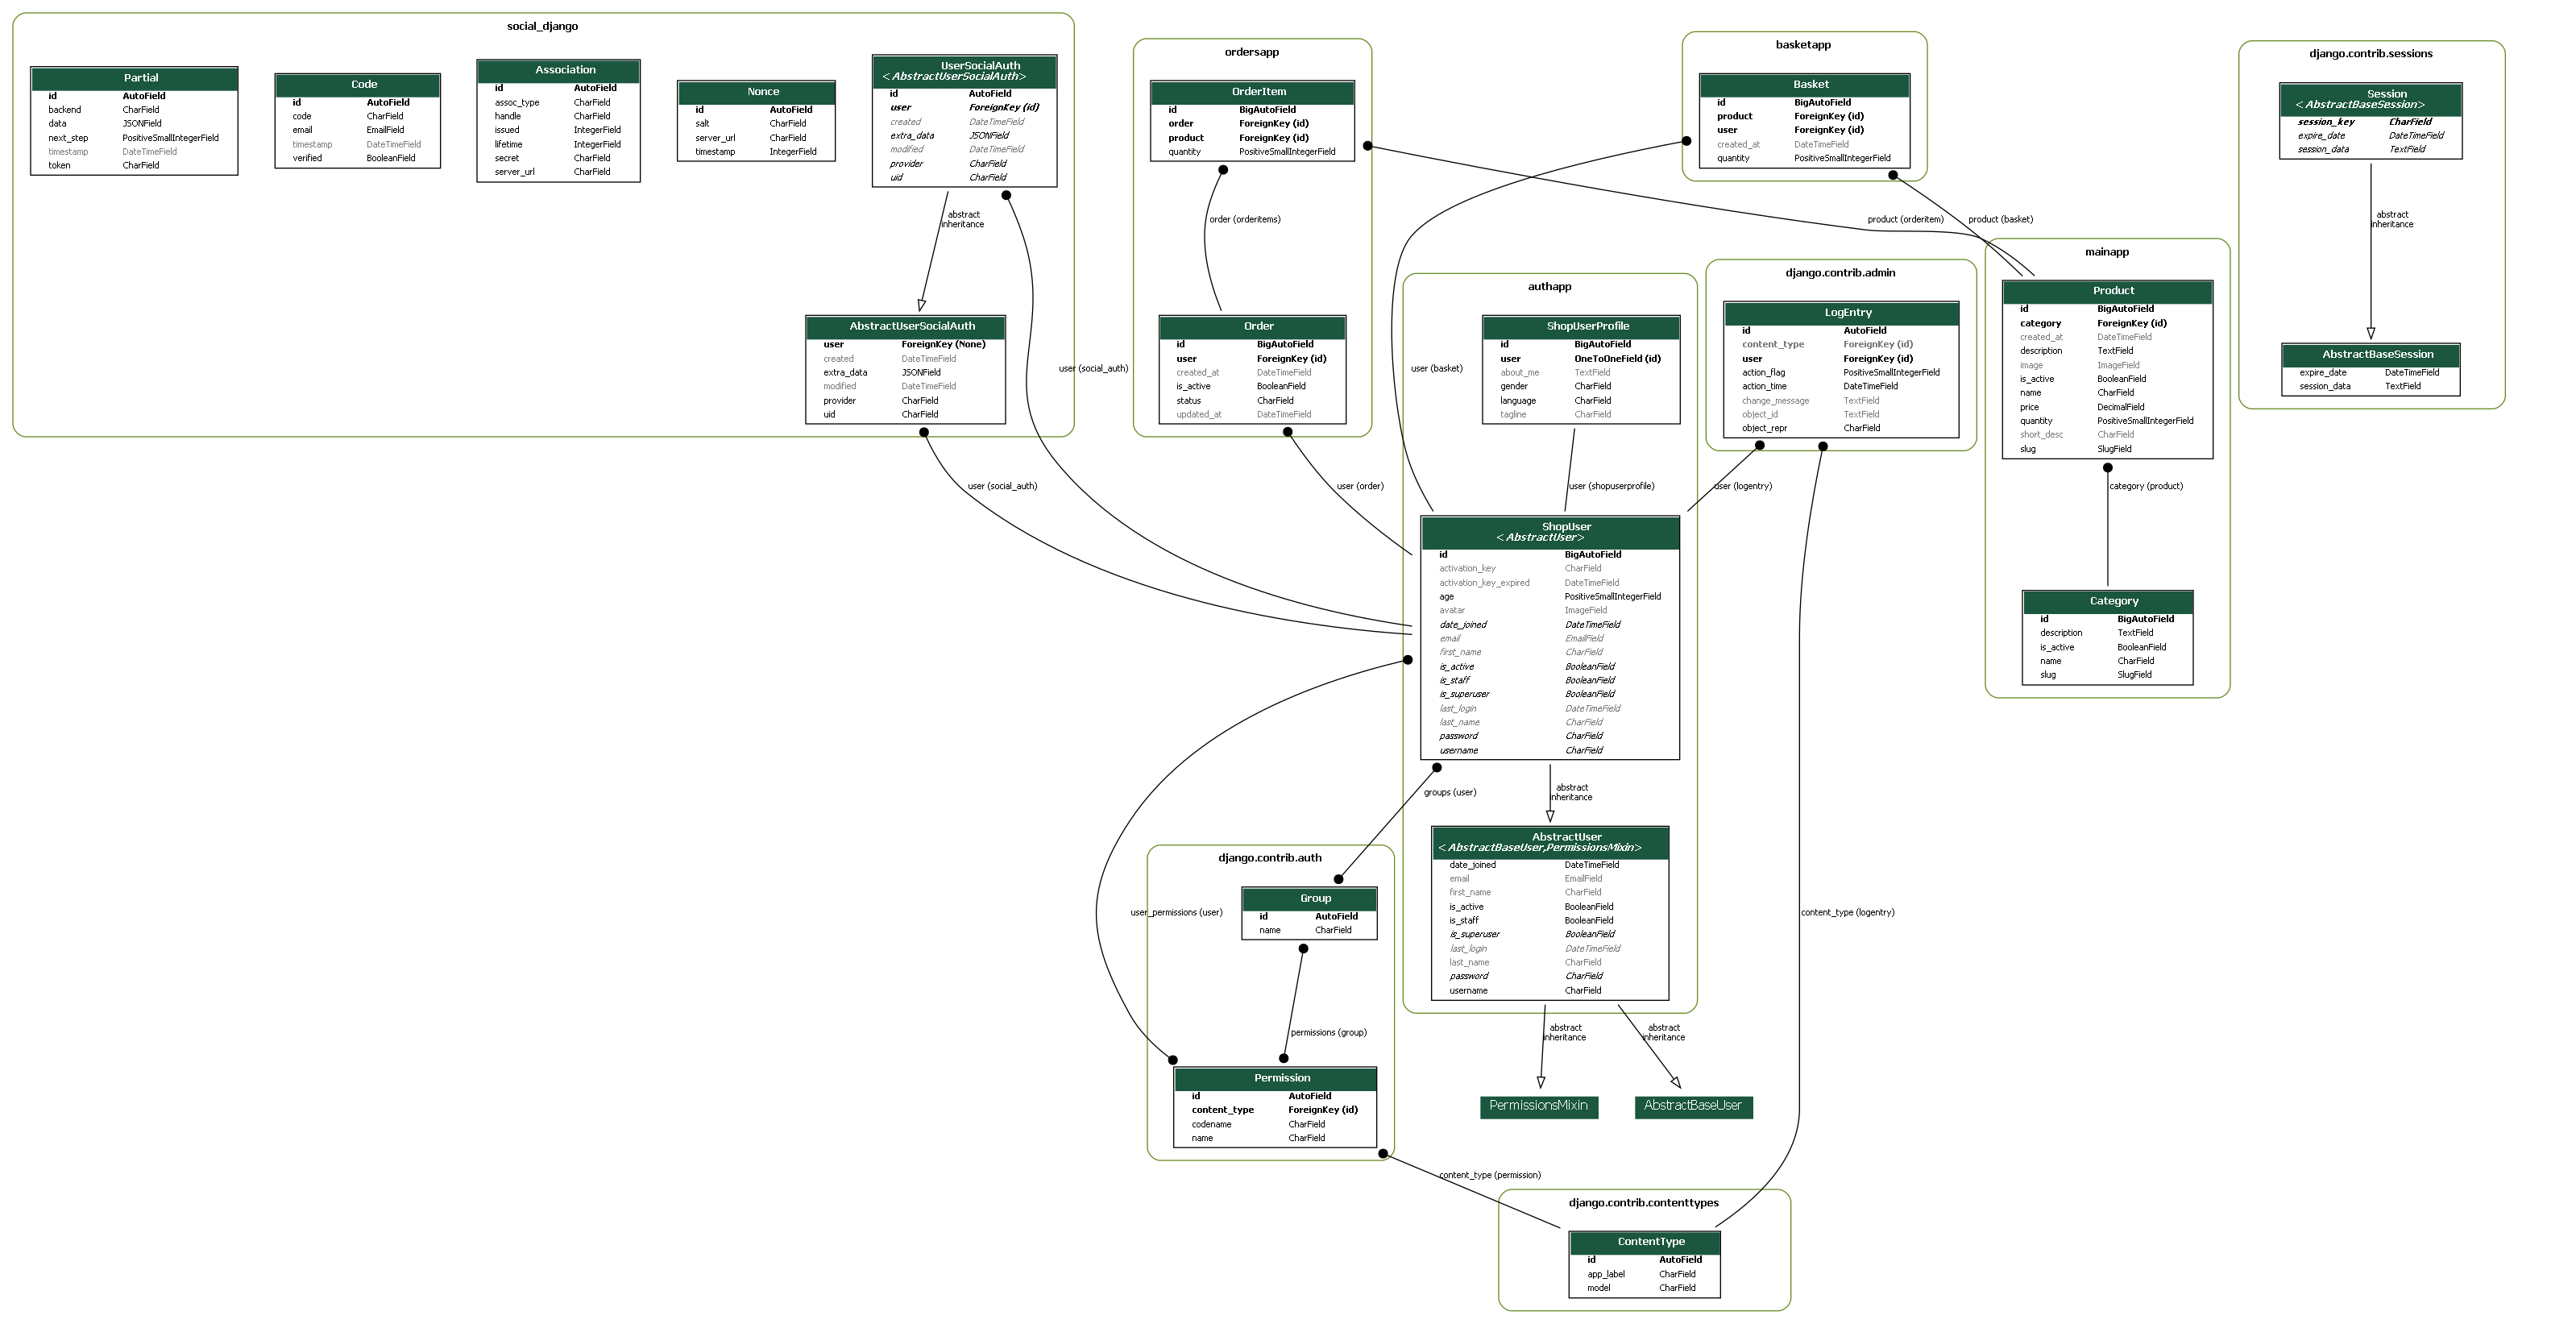 social_django
Partial
id AutoField
backend CharField
data JSONField
next_step PositiveSmallIntegerField
timestamp DateTimeField
token CharField
Code
id AutoField
code CharField
email EmailField
timestamp DateTimeField
verified BooleanField
Association
id AutoField
assoc_type CharField
handle CharField
issued IntegerField
lifetime IntegerField
secret CharField
server_url CharField
Nonce
id AutoField
salt CharField
server_url CharField
timestamp IntegerField
UserSocialAuth
<AbstractUserSocialAuth>
id AutoField
user ForeignKey (id)
created DateTimeField
extra_data JSONField
modified DateTimeField
provider CharField
uid CharField
abstract
inheritance
AbstractUserSocialAuth
user ForeignKey (None)
created DateTimeField
extra_data JSONField
modified DateTimeField
provider CharField
uid CharField
user (social_auth)
user (social_auth)
ordersapp
OrderItem
id BigAutoField
order ForeignKey (id)
product ForeignKey (id)
quantity PositiveSmallIntegerField
order (orderitems)
Order
id BigAutoField
user ForeignKey (id)
created_at DateTimeField
is_active BooleanField
status CharField
updated_at DateTimeField
user (order)
basketapp
Basket
id BigAutoField
product ForeignKey (id)
user ForeignKey (id)
created_at DateTimeField
quantity PositiveSmallIntegerField
product (orderitem)
product (basket)
user (basket)
authapp
ShopUserProfile
id BigAutoField
user OneToOneField (id)
about_me TextField
gender CharField
language CharField
tagline CharField
user (shopuserprofile)
django.contrib.admin
LogEntry
id AutoField
content_type ForeignKey (id)
user ForeignKey (id)
action_flag PositiveSmallIntegerField
action_time DateTimeField
change_message TextField
object_id TextField
object_repr CharField
user (logentry)
mainapp
Product
id BigAutoField
category ForeignKey (id)
created_at DateTimeField
description TextField
image ImageField
is_active BooleanField
name CharField
price DecimalField
quantity PositiveSmallIntegerField
short_desc CharField
slug SlugField
category (product)
Category
id BigAutoField
description TextField
is_active BooleanField
name CharField
slug SlugField
django.contrib.sessions
Session
<AbstractBaseSession>
session_key CharField
expire_date DateTimeField
session_data TextField
abstract
inheritance
AbstractBaseSession
expire_date DateTimeField
session_data TextField
ShopUser
<AbstractUser>
id BigAutoField
activation_key CharField
activation_key_expired DateTimeField
age PositiveSmallIntegerField
avatar ImageField
date_joined DateTimeField
email EmailField
first_name CharField
is_active BooleanField
is_staff BooleanField
is_superuser BooleanField
last_login DateTimeField
last_name CharField
password CharField
username CharField
groups (user)
abstract
inheritance
AbstractUser
<AbstractBaseUser,PermissionsMixin>
date_joined DateTimeField
email EmailField
first_name CharField
is_active BooleanField
is_staff BooleanField
is_superuser BooleanField
last_login DateTimeField
last_name CharField
password CharField
username CharField
abstract
inheritance
abstract
inheritance
PermissionsMixin
AbstractBaseUser
django.contrib.auth
Group
id AutoField
name CharField
user_permissions (user)
permissions (group)
Permission
id AutoField
content_type ForeignKey (id)
codename CharField
name CharField
content_type (logentry)
content_type (permission)
django.contrib.contenttypes
ContentType
id AutoField
app_label CharField
model CharField